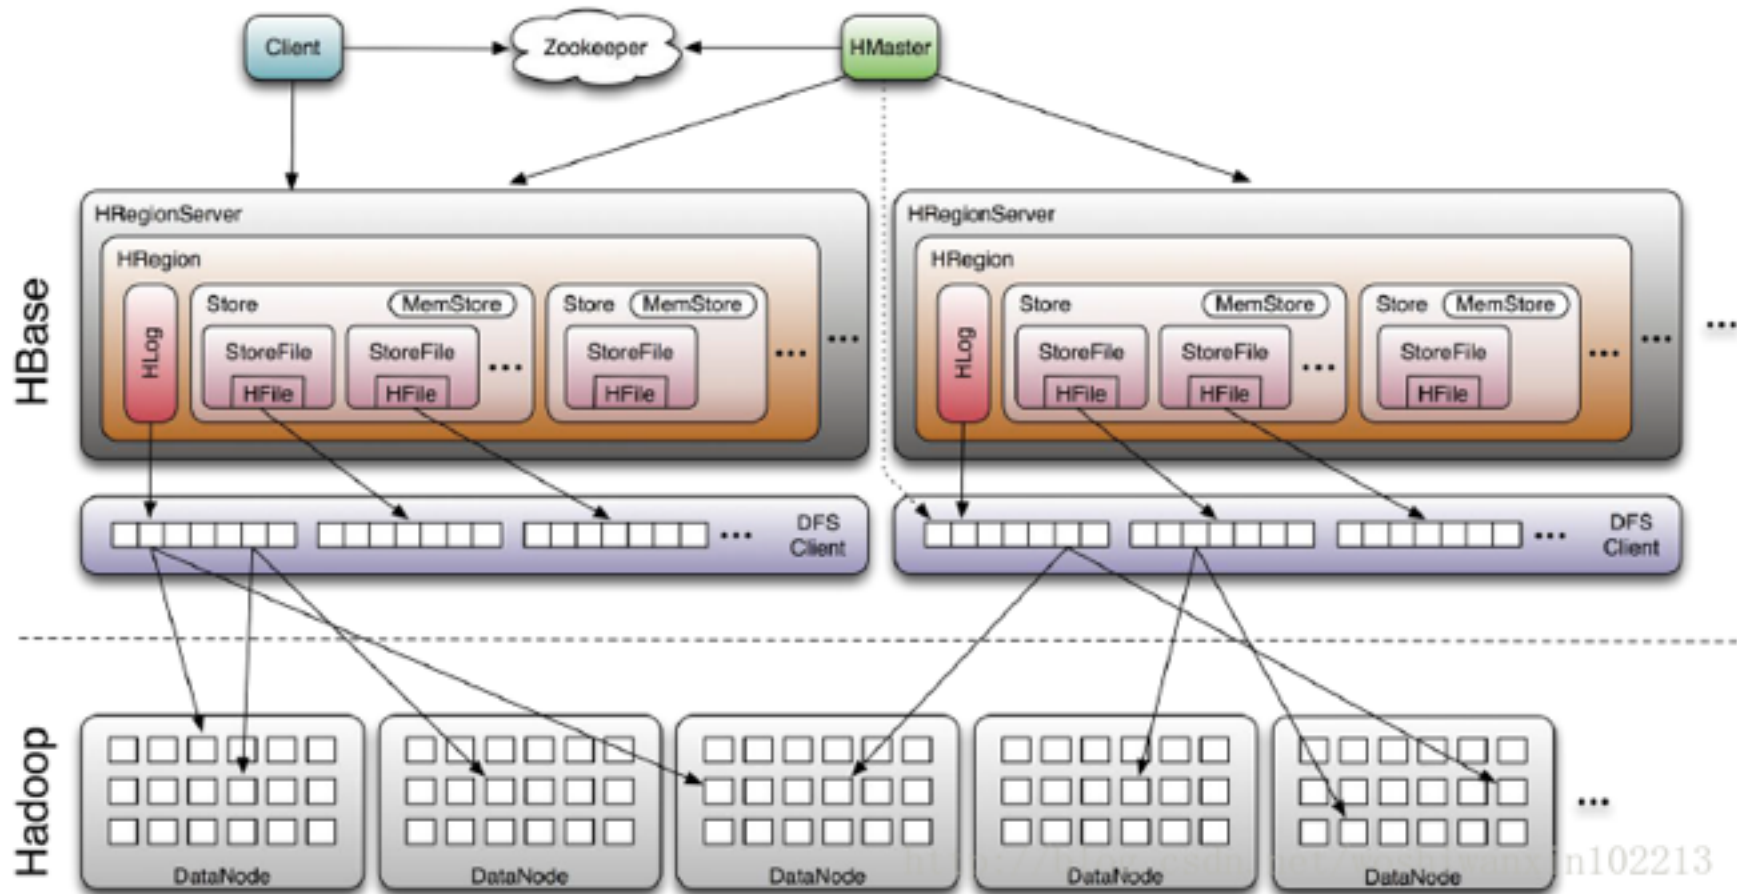 Client
Zookeeper
HMaster
HBase
HRegionServer
HRegion
HLog
Store
MemStore
StoreFile
HFile
StoreFile
HFile
...
Store
MemStore
StoreFile
HFile
...
...
HRegionServer
HRegion
HLog
Store
MemStore
StoreFile
HFile
StoreFile
HFile
...
Store
MemStore
StoreFile
HFile
...
...
...
...
DFS
Client
...
DFS
Client
Hadoop
DataNode
DataNode
DataNode
DataNode
DataNode
...